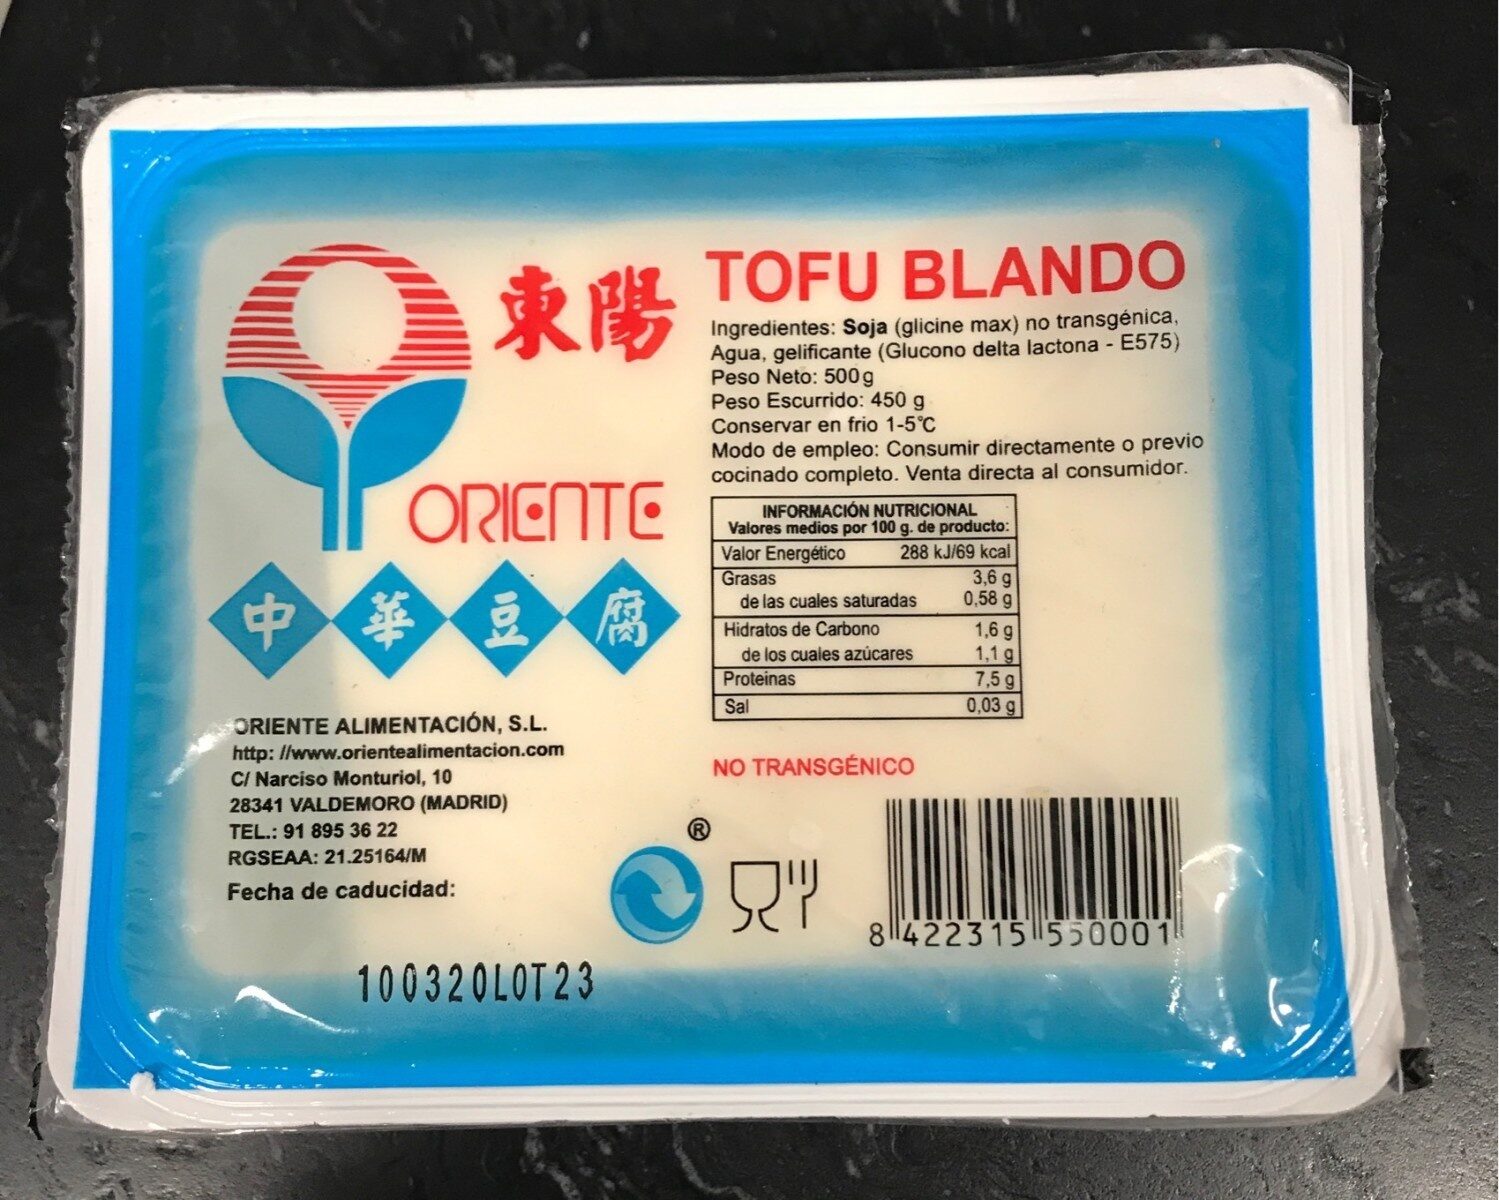 東陽
ORIENTE
中華豆腐
ORIENTE ALIMENTACIÓN, S.L.
http: //www.orientealimentacion.com
C/ Narciso Monturiol, 10
28341 VALDEMORO (MADRID)
TEL.: 91 895 36 22
RGSEAA: 21.25164/M
Fecha de caducidad:
100320LOT23
TOFU BLANDO
Ingredientes: Soja (glicine max) no transgénica,
Agua, gelificante (Glucono delta lactona - E575)
Peso Neto: 500g
Peso Escurrido: 450 g
Conservar en frio 1-5°C
Modo de empleo: Consumir directamente o previo
cocinado completo. Venta directa al consumidor.
INFORMACIÓN NUTRICIONAL
Valores medios por 100 g. de producto:
Valor Energético 288 kJ/69 kcal
Grasas 3,6 g
de las cuales saturadas 0,58 g
Hidratos de Carbono 1,6 g
de los cuales azúcares 1,1 g
Proteinas 7,5 g
Sal 0,03 g
NO TRANSGÉNICO
®
8 422315 550001